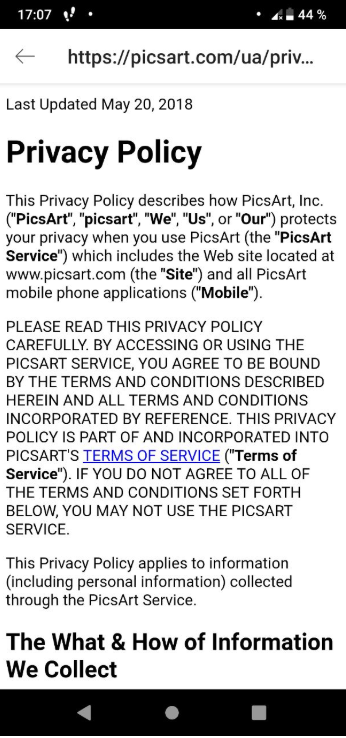 17:07
44 %
https://picsart.com/ua/priv...
Last Updated May 20, 2018
Privacy Policy
This Privacy Policy describes how PicsArt, Inc.
("PicsArt", "picsart", "We", "Us", or "Our") protects
your privacy when you use PicsArt (the "PicsArt
Service") which includes the Web site located at
www.picsart.com (the "Site") and all PicsArt
mobile phone applications ("Mobile").
PLEASE READ THIS PRIVACY POLICY
CAREFULLY. BY ACCESSING OR USING THE
PICSART SERVICE, YOU AGREE TO BE BOUND
BY THE TERMS AND CONDITIONS DESCRIBED
HEREIN AND ALL TERMS AND CONDITIONS
INCORPORATED BY REFERENCE. THIS PRIVACY
POLICY IS PART OF AND INCORPORATED INTO
PICSART'S TERMS OF SERVICE ("Terms of
Service"). IF YOU DO NOT AGREE TO ALL OF
THE TERMS AND CONDITIONS SET FORTH
BELOW, YOU MAY NOT USE THE PICSART
SERVICE.
This Privacy Policy applies to information
(including personal information) collected
through the PicsArt Service.
The What & How of Information
We Collect